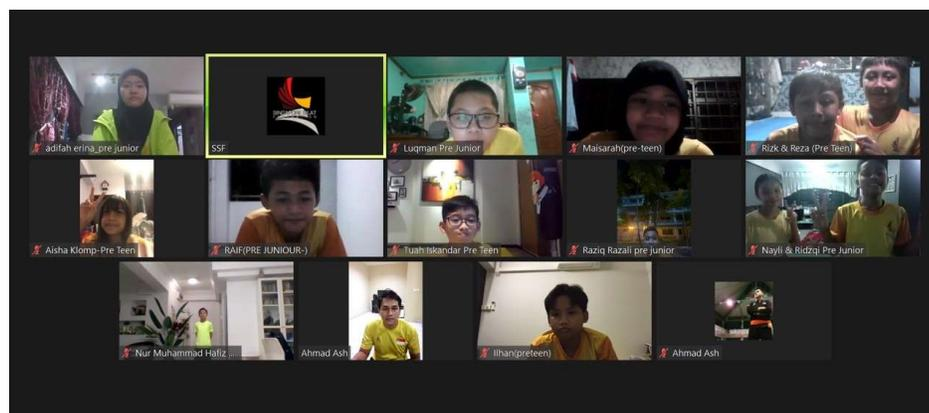 adifah erina_pre junior
SSF
Luqman Pre Junior
Maisarah(pre-teen)
Rizk & Reza (Pre Teen)
Aisha Klomp-Pre Teen
RAIF(PRE JUNIOUR-)
Tuah Iskandar Pre Teen
Raziq Razali pre junior
Nayli & Ridzqi Pre Junior
Nur Muhammad Hafiz ...
Ahmad Ash
Ilhan(preteen)
Ahmad Ash